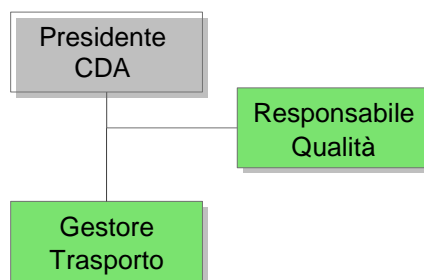 Presidente
CDA
Responsabile
Qualità
Gestore
Trasporto